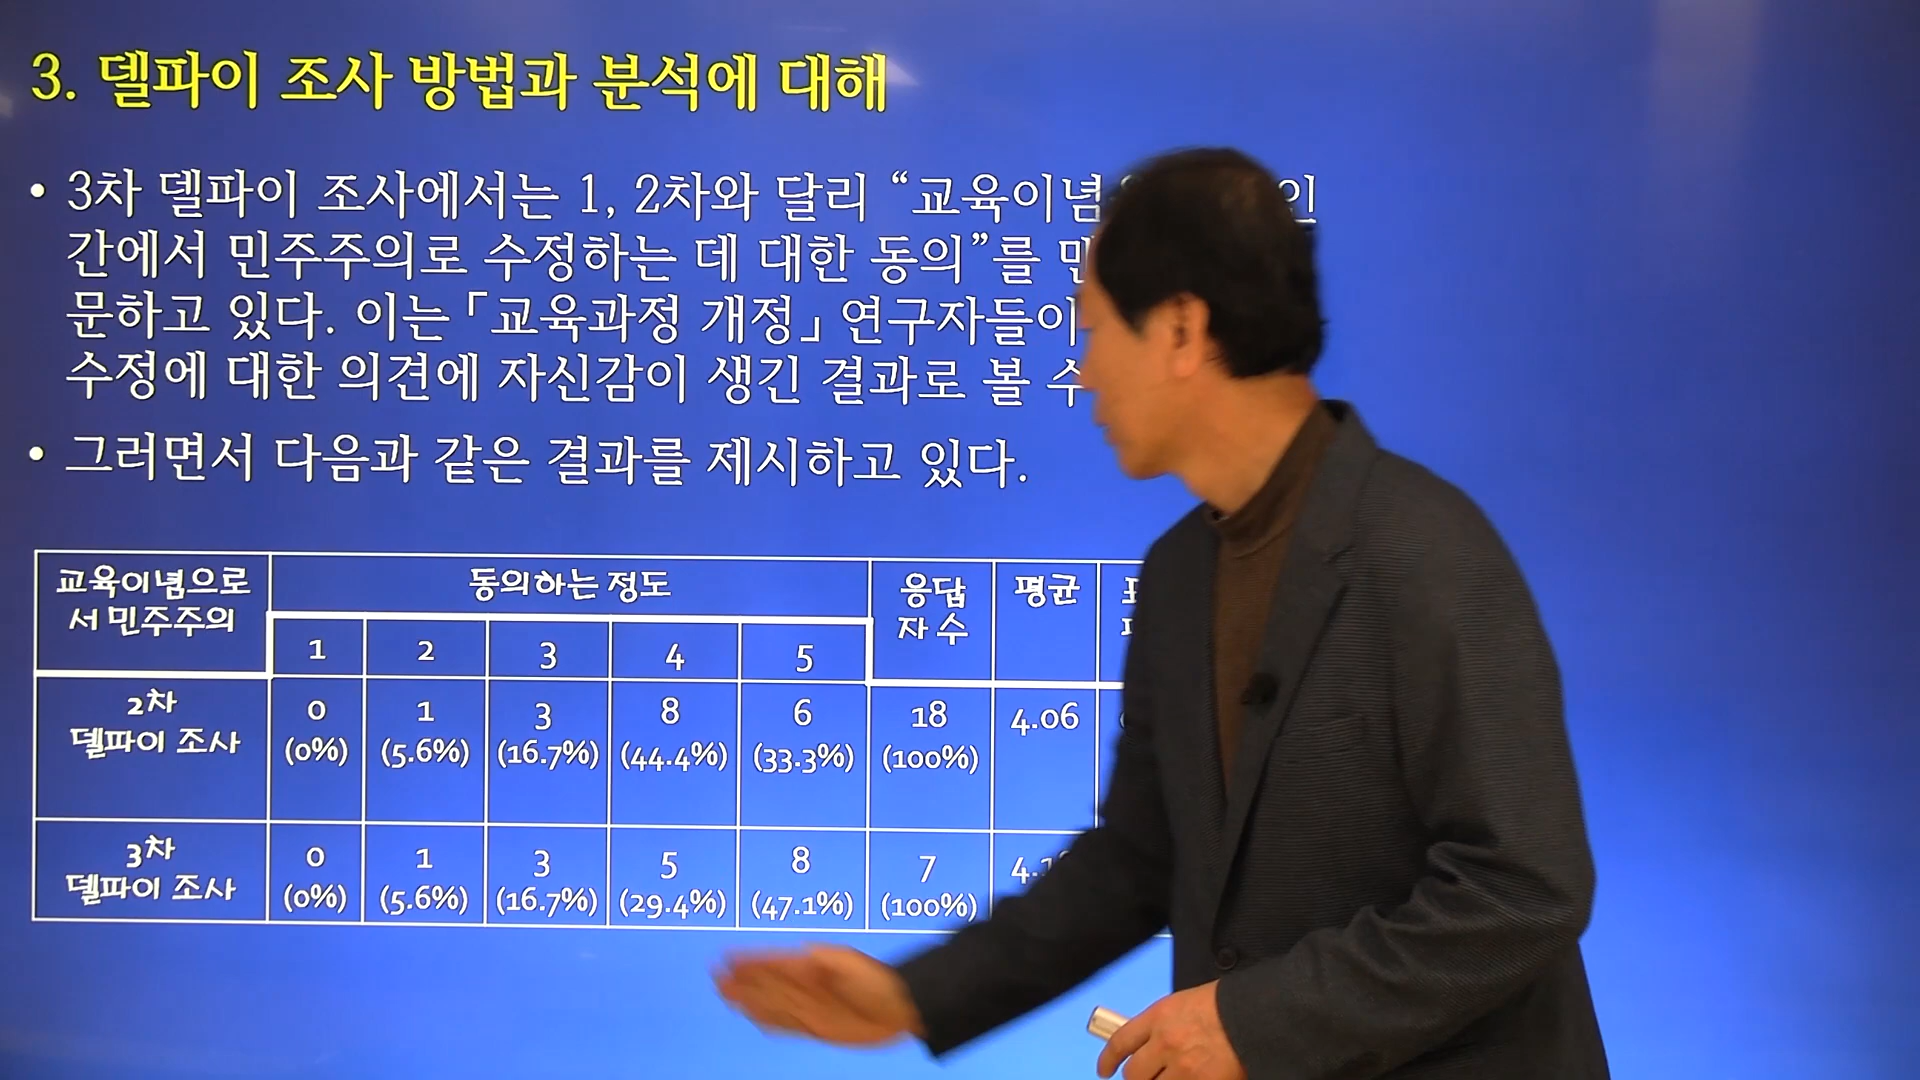 3. 델파이 조사 방법과 분석에 대해
• 3차 델파이 조사에서는 1, 2차와 달리 “교육이념 인
간에서 민주주의로 수정하는 데 대한 동의”를
문하고 있다. 이는 「교육과정 개정」 연구자들이
수정에 대한 의견에 자신감이 생긴 결과로 볼 수
• 그러면서 다음과 같은 결과를 제시하고 있다.
교육이념으로 동의하는 정도 응답 평균
서 민주주의 자 수
1 2 3 4 5
2차 0 1 3 8 6 18 4.06
델파이 조사 (0%) (5.6%) (16.7%) (44.4%) (33.3%) (100%)
3차 0 1 3 5 8 7
델파이 조사 (0%) (5.6%) (16.7%) (29.4%) (47.1%) (100%)